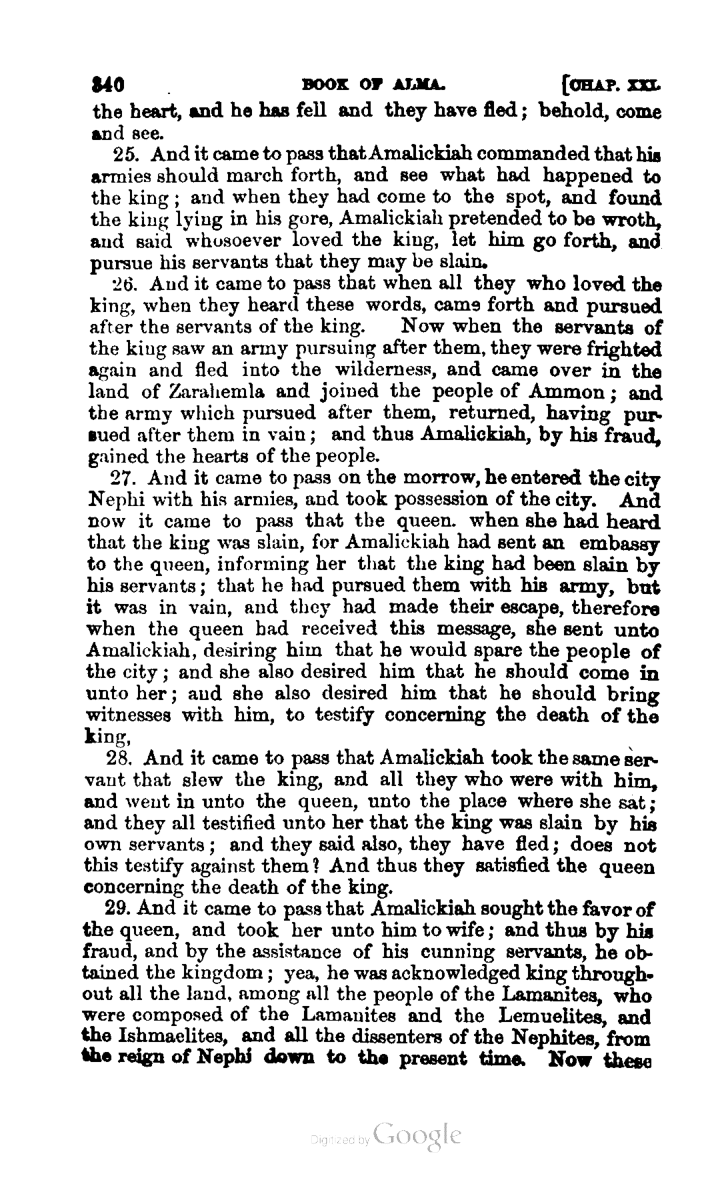 340 BOOK OF ALMA. [CHAP. XXI.
the heart, and he has fell and they have fled; behold, come
and see.
25. And it came to pass that Amalickiah commanded that his
armies should march forth, and see what had happened to
the king; and when they had come to the spot, and found
the king lying in his gore, Amalickiah pretended to be wroth,
and said whosoever loved the king, let him go forth, and
pursue his servants that they may be slain.
26. And it came to pass that when all they who loved the
king, when they heard these words, came forth and pursued
after the servants of the king. Now when the servants of
the king saw an army pursuing after them, they were frighted
again and fled into the wilderness, and came over in the
land of Zarahemla and joined the people of Ammon; and
the army which pursued after them, returned, having pur-
sued after them in vain; and thus Amalickiah, by his fraud,
gained the hearts of the people.
27. And it came to pass on the morrow, he entered the city
Nephi with his armies, and took possession of the city. And
now it came to pass that the queen. when she had heard
that the king was slain, for Amalickiah had sent an embassy
to the queen, informing her that the king had been slain by
his servants; that he had pursued them with his army, but
it was in vain, and they had made their escape, therefore
when the queen had received this message, she sent unto
Amalickiah, desiring him that he would spare the people of
the city; and she also desired him that he should come in
unto her; and she also desired him that he should bring
witnesses with him, to testify concerning the death of the
king,
28. And it came to pass that Amalickiah took the same ser-
vant that slew the king, and all they who were with him,
and went in unto the queen, unto the place where she sat;
and they all testified unto her that the king was slain by his
own servants; and they said also, they have fled; does not
this testify against them? And thus they satisfied the queen
concerning the death of the king.
29. And it came to pass that Amalickiah sought the favor of
the queen, and took her unto him to wife; and thus by his
fraud, and by the assistance of his cunning servants, he ob-
tained the kingdom; yea, he was acknowledged king through-
out all the land, among all the people of the Lamanites, who
were composed of the Lamanites and the Lemuelites, and
the Ishmaelites, and all the dissenters of the Nephites, from
the reign of Nephi down to the present time. Now these
Digitized by Google